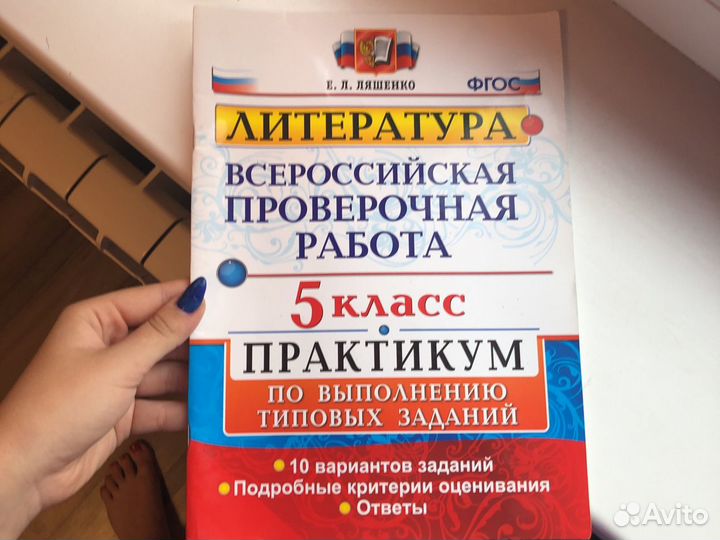 Е. Л. ЛЯШЕНКО
ФГОС
ЛИТЕРАТУРА
ВСЕРОССИЙСКАЯ
ПРОВЕРОЧНАЯ
РАБОТА
5 КЛАСС
ПРАКТИКУМ
ПО ВЫПОЛНЕНИЮ
ТИПОВЫХ ЗАДАНИЙ
10 вариантов заданий
Подробные критерии оценивания
Ответы
Avito